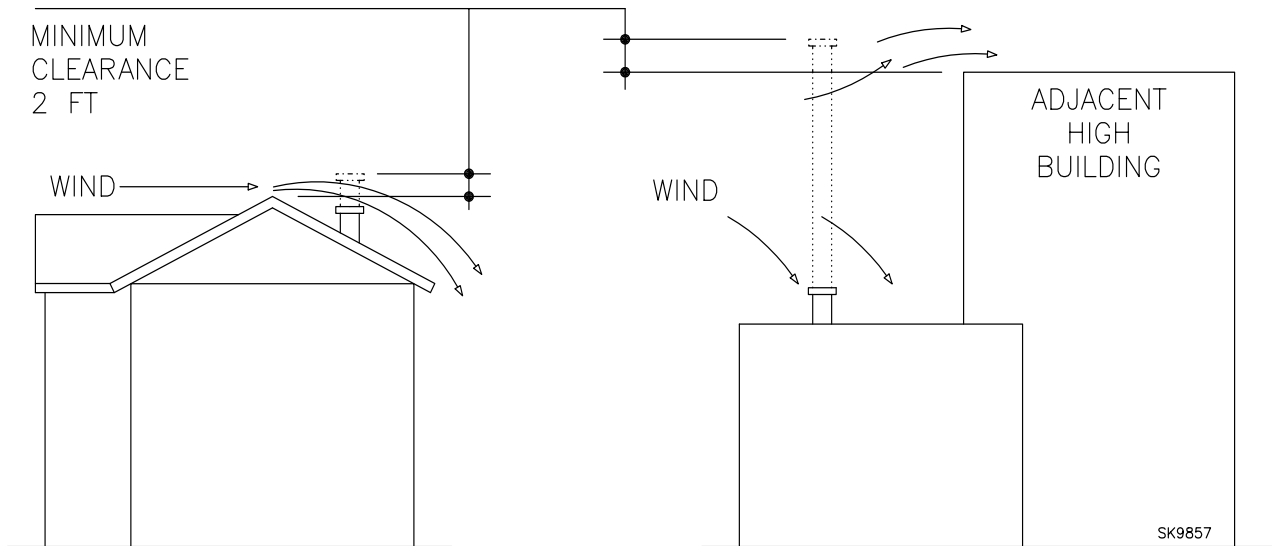 MINIMUM
CLEARANCE
2 FT
WIND
WIND
ADJACENT
HIGH
BUILDING
SK9857